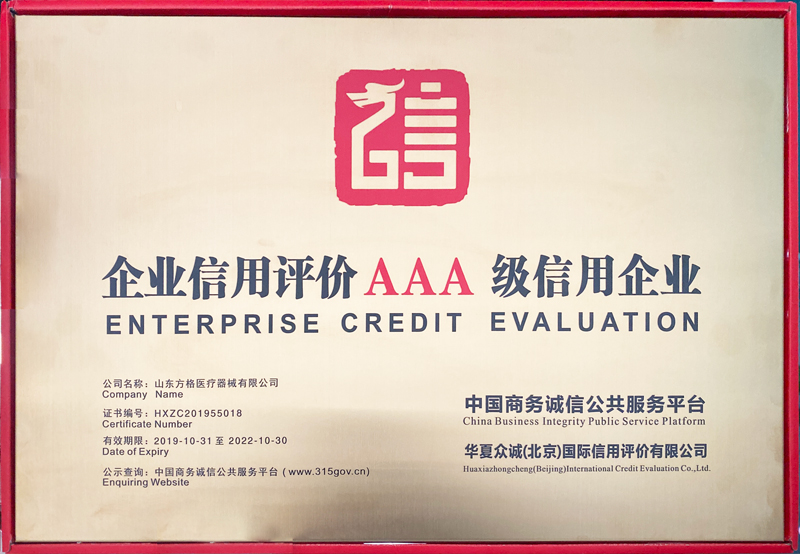 信
企业信用评价AAA 级信用企业
ENTERPRISE CREDIT EVALUATION
公司名称：山东方格医疗器械有限公司
Company Name
证书编号：HXZC201955018
Certificate Number
有效期限：2019-10-31 至 2022-10-30
Date of Expiry
公示查询：中国商务诚信公共服务平台 (www.315gov.cn)
Enquiring Website
中国商务诚信公共服务平台
China Business Integrity Public Service Platform
华夏众诚(北京)国际信用评价有限公司
Huaxiazhongcheng(Beijing)International Credit Evaluation Co.,Ltd.